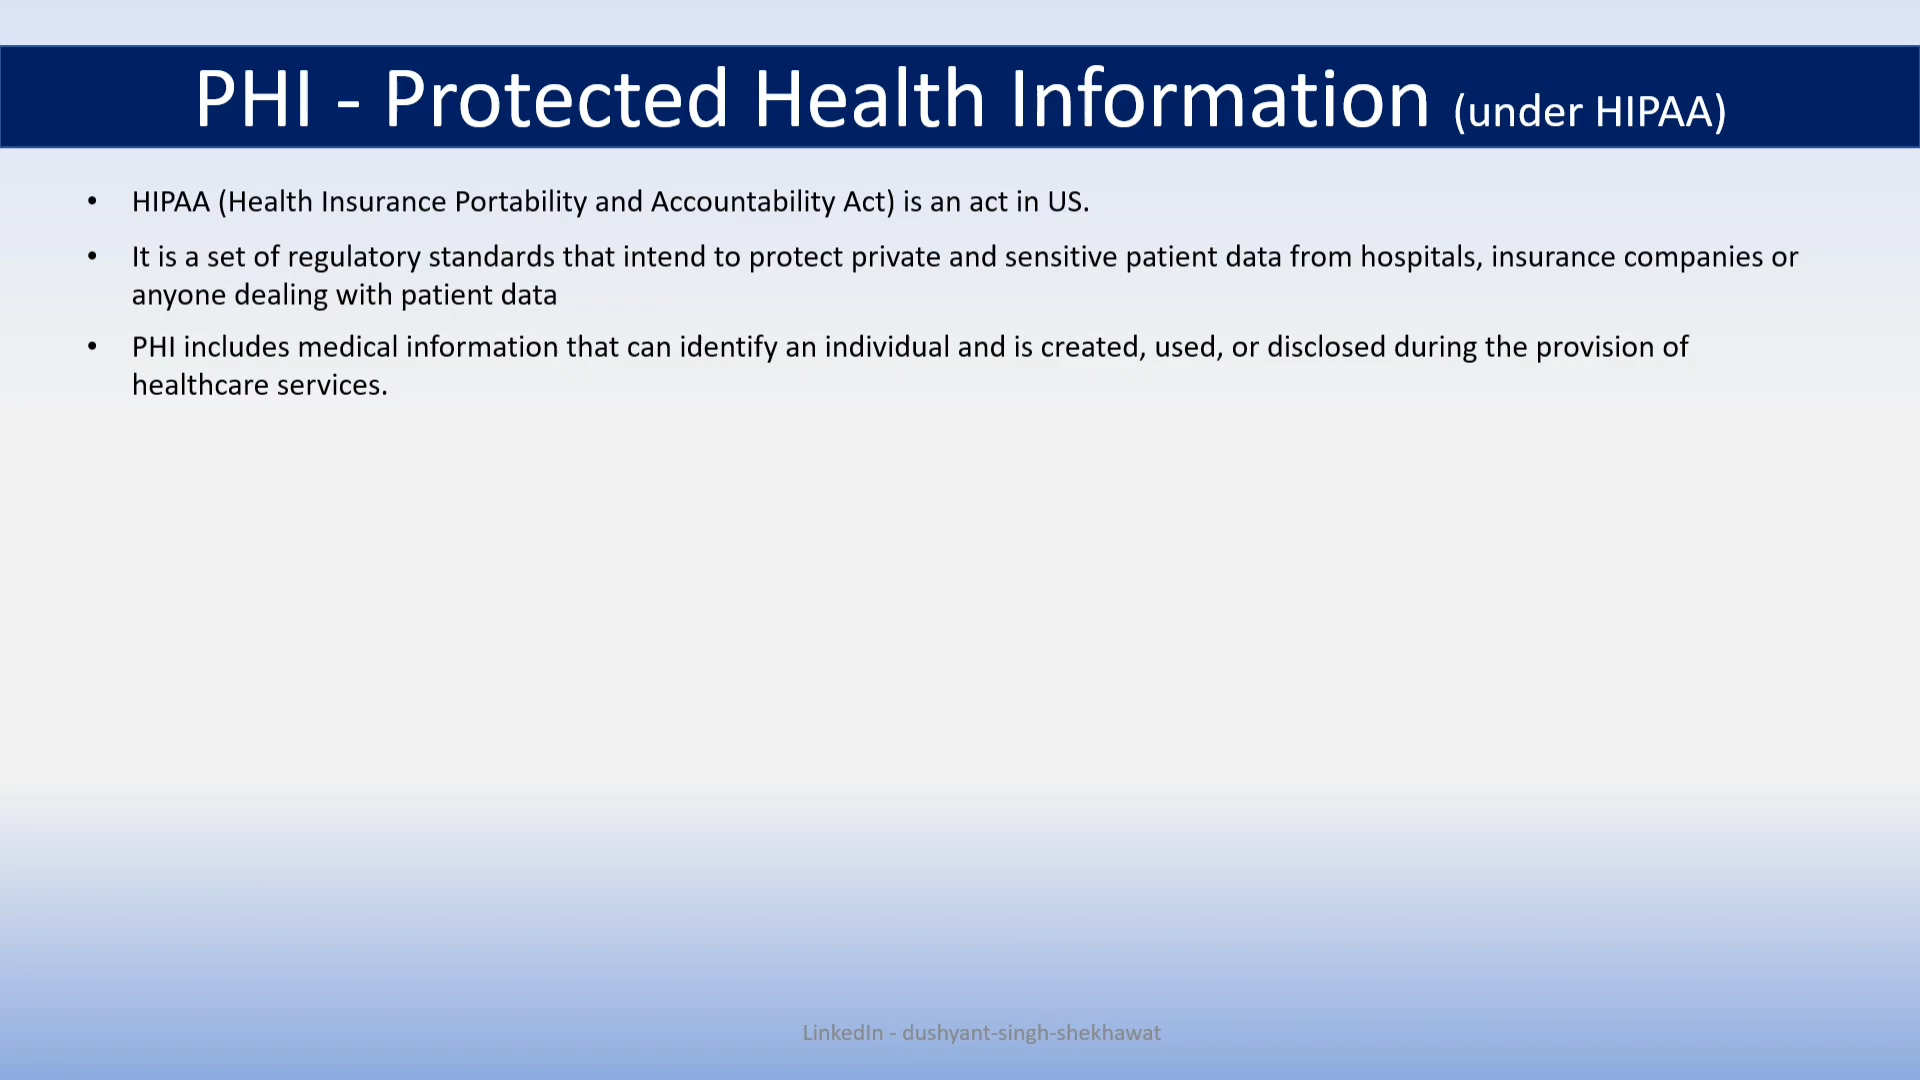 PHI - Protected Health Information (under HIPAA)
• HIPAA (Health Insurance Portability and Accountability Act) is an act in US.
• It is a set of regulatory standards that intend to protect private and sensitive patient data from hospitals, insurance companies or
anyone dealing with patient data
• PHI includes medical information that can identify an individual and is created, used, or disclosed during the provision of
healthcare services.
LinkedIn - dushyant-singh-shekhawat